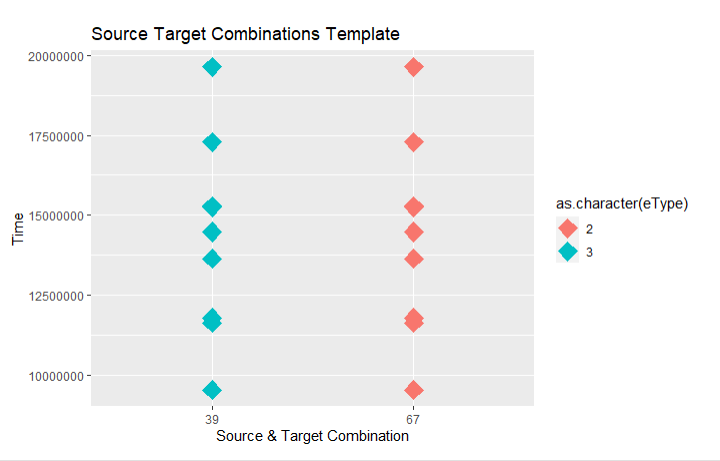 Source Target Combinations Template
20000000
17500000
15000000
12500000
10000000
Time
39
67
Source & Target Combination
as.character(eType)
2
3